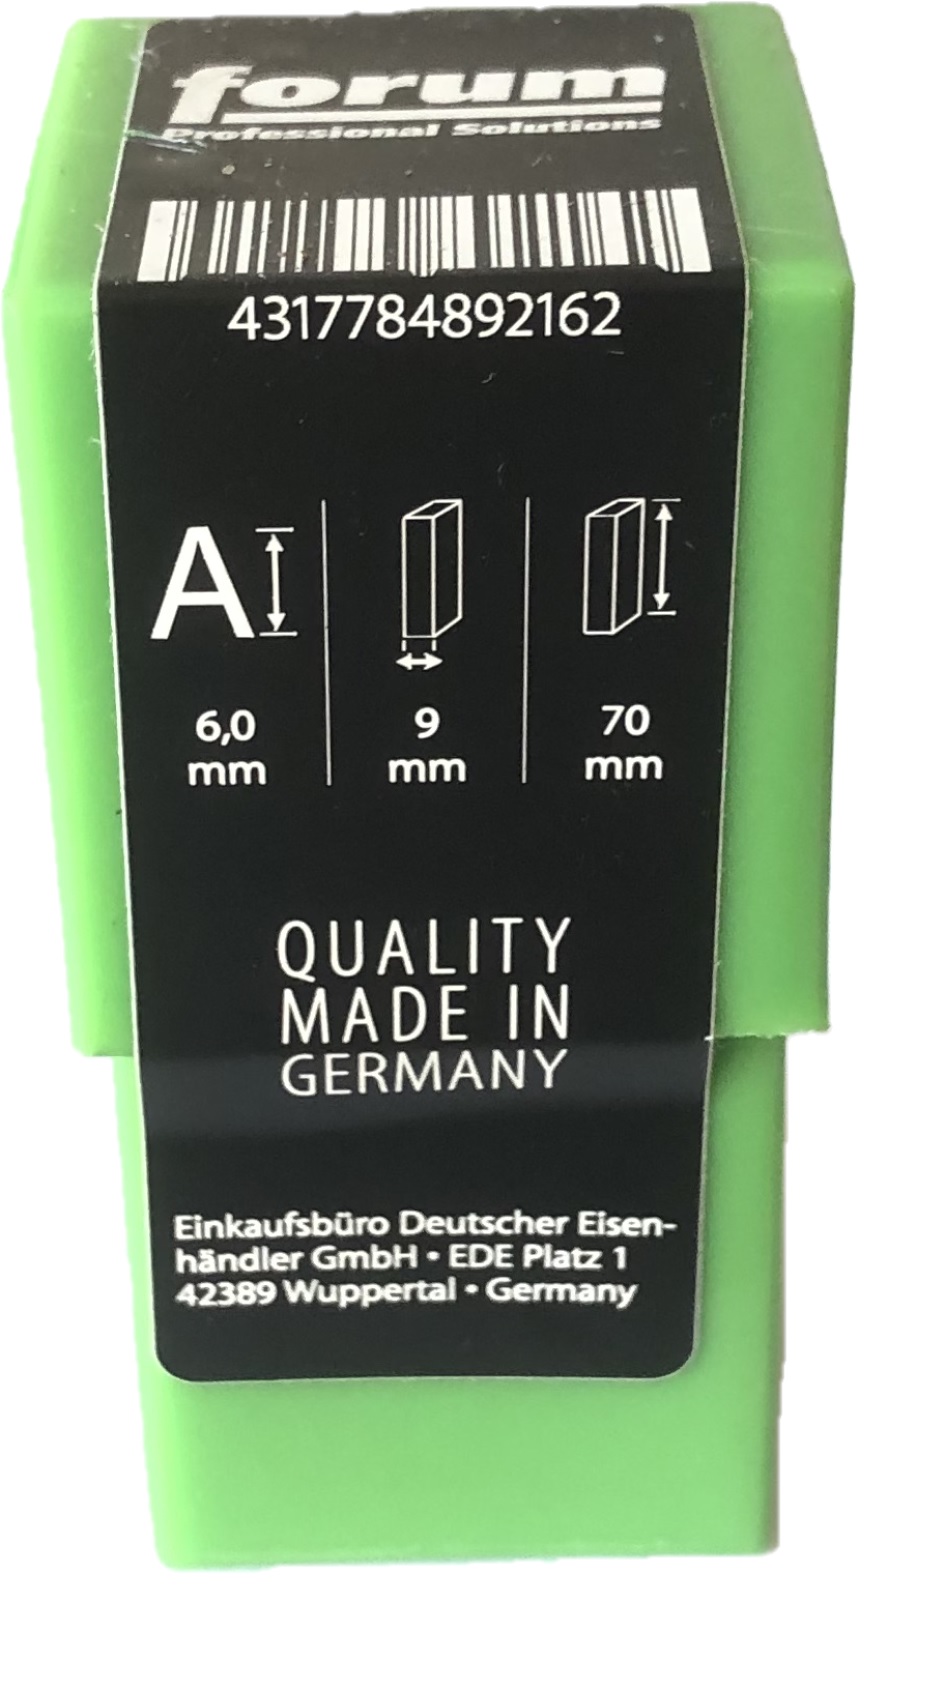 forum
Professional Solutions
4317784892162
A
6,0 mm
9 mm
70 mm
QUALITY
MADE IN
GERMANY
Einkaufsbüro Deutscher Eisen-
händler GmbH • EDE Platz 1
42389 Wuppertal • Germany